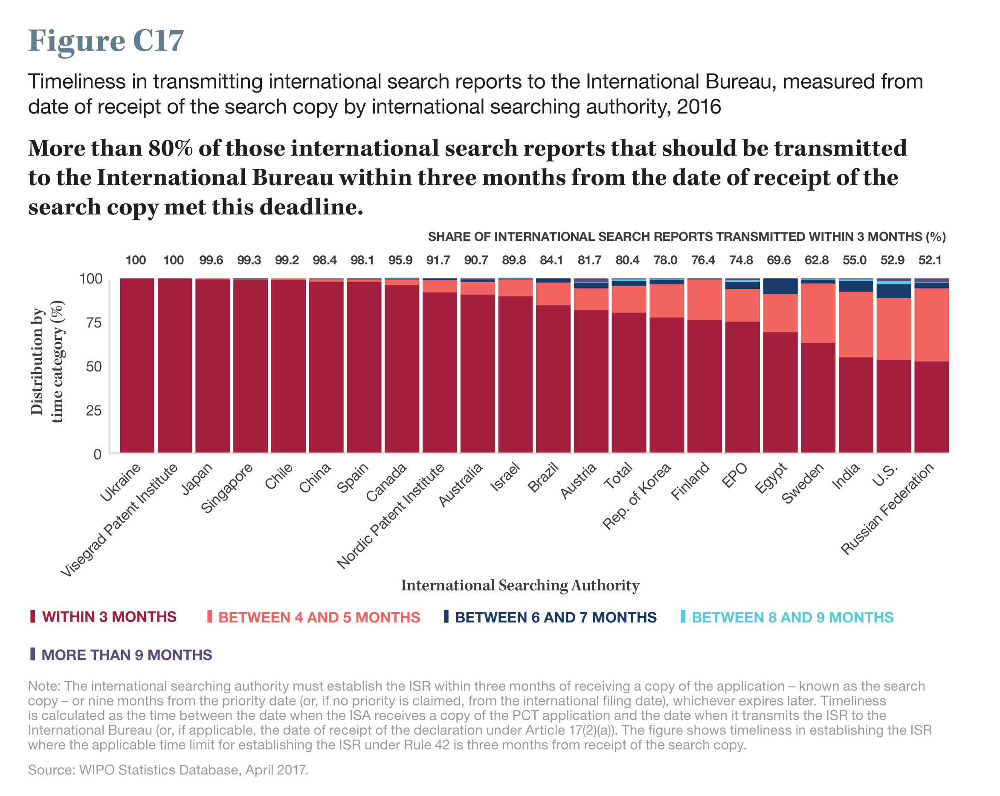 Figure C17
Timeliness in transmitting international search reports to the International Bureau, measured from
date of receipt of the search copy by international searching authority, 2016
More than 80% of those international search reports that should be transmitted
to the International Bureau within three months from the date of receipt of the
search copy met this deadline.
SHARE OF INTERNATIONAL SEARCH REPORTS TRANSMITTED WITHIN 3 MONTHS (%)
100 100 99.6 99.3 99.2 98.4 98.1 95.9 91.7 90.7 89.8 84.1 81.7 80.4 78.0 76.4 74.8 69.6 62.8 55.0 52.9 52.1
Distribution by
time category (%)
100
75
50
25
0
Ukraine
Visegrad Patent Institute
Japan
Singapore
Chile
China
Spain
Canada
Nordic Patent Institute
Australia
Israel
Brazil
Austria
Total
Rep. of Korea
Finland
EPO
Egypt
Sweden
India
U.S.
Russian Federation
International Searching Authority
WITHIN 3 MONTHS BETWEEN 4 AND 5 MONTHS BETWEEN 6 AND 7 MONTHS BETWEEN 8 AND 9 MONTHS
MORE THAN 9 MONTHS
Note: The international searching authority must establish the ISR within three months of receiving a copy of the application – known as the search
copy – or nine months from the priority date (or, if no priority is claimed, from the international filing date), whichever expires later. Timeliness
is calculated as the time between the date when the ISA receives a copy of the PCT application and the date when it transmits the ISR to the
International Bureau (or, if applicable, the date of receipt of the declaration under Article 17(2)(a)). The figure shows timeliness in establishing the ISR
where the applicable time limit for establishing the ISR under Rule 42 is three months from receipt of the search copy.
Source: WIPO Statistics Database, April 2017.